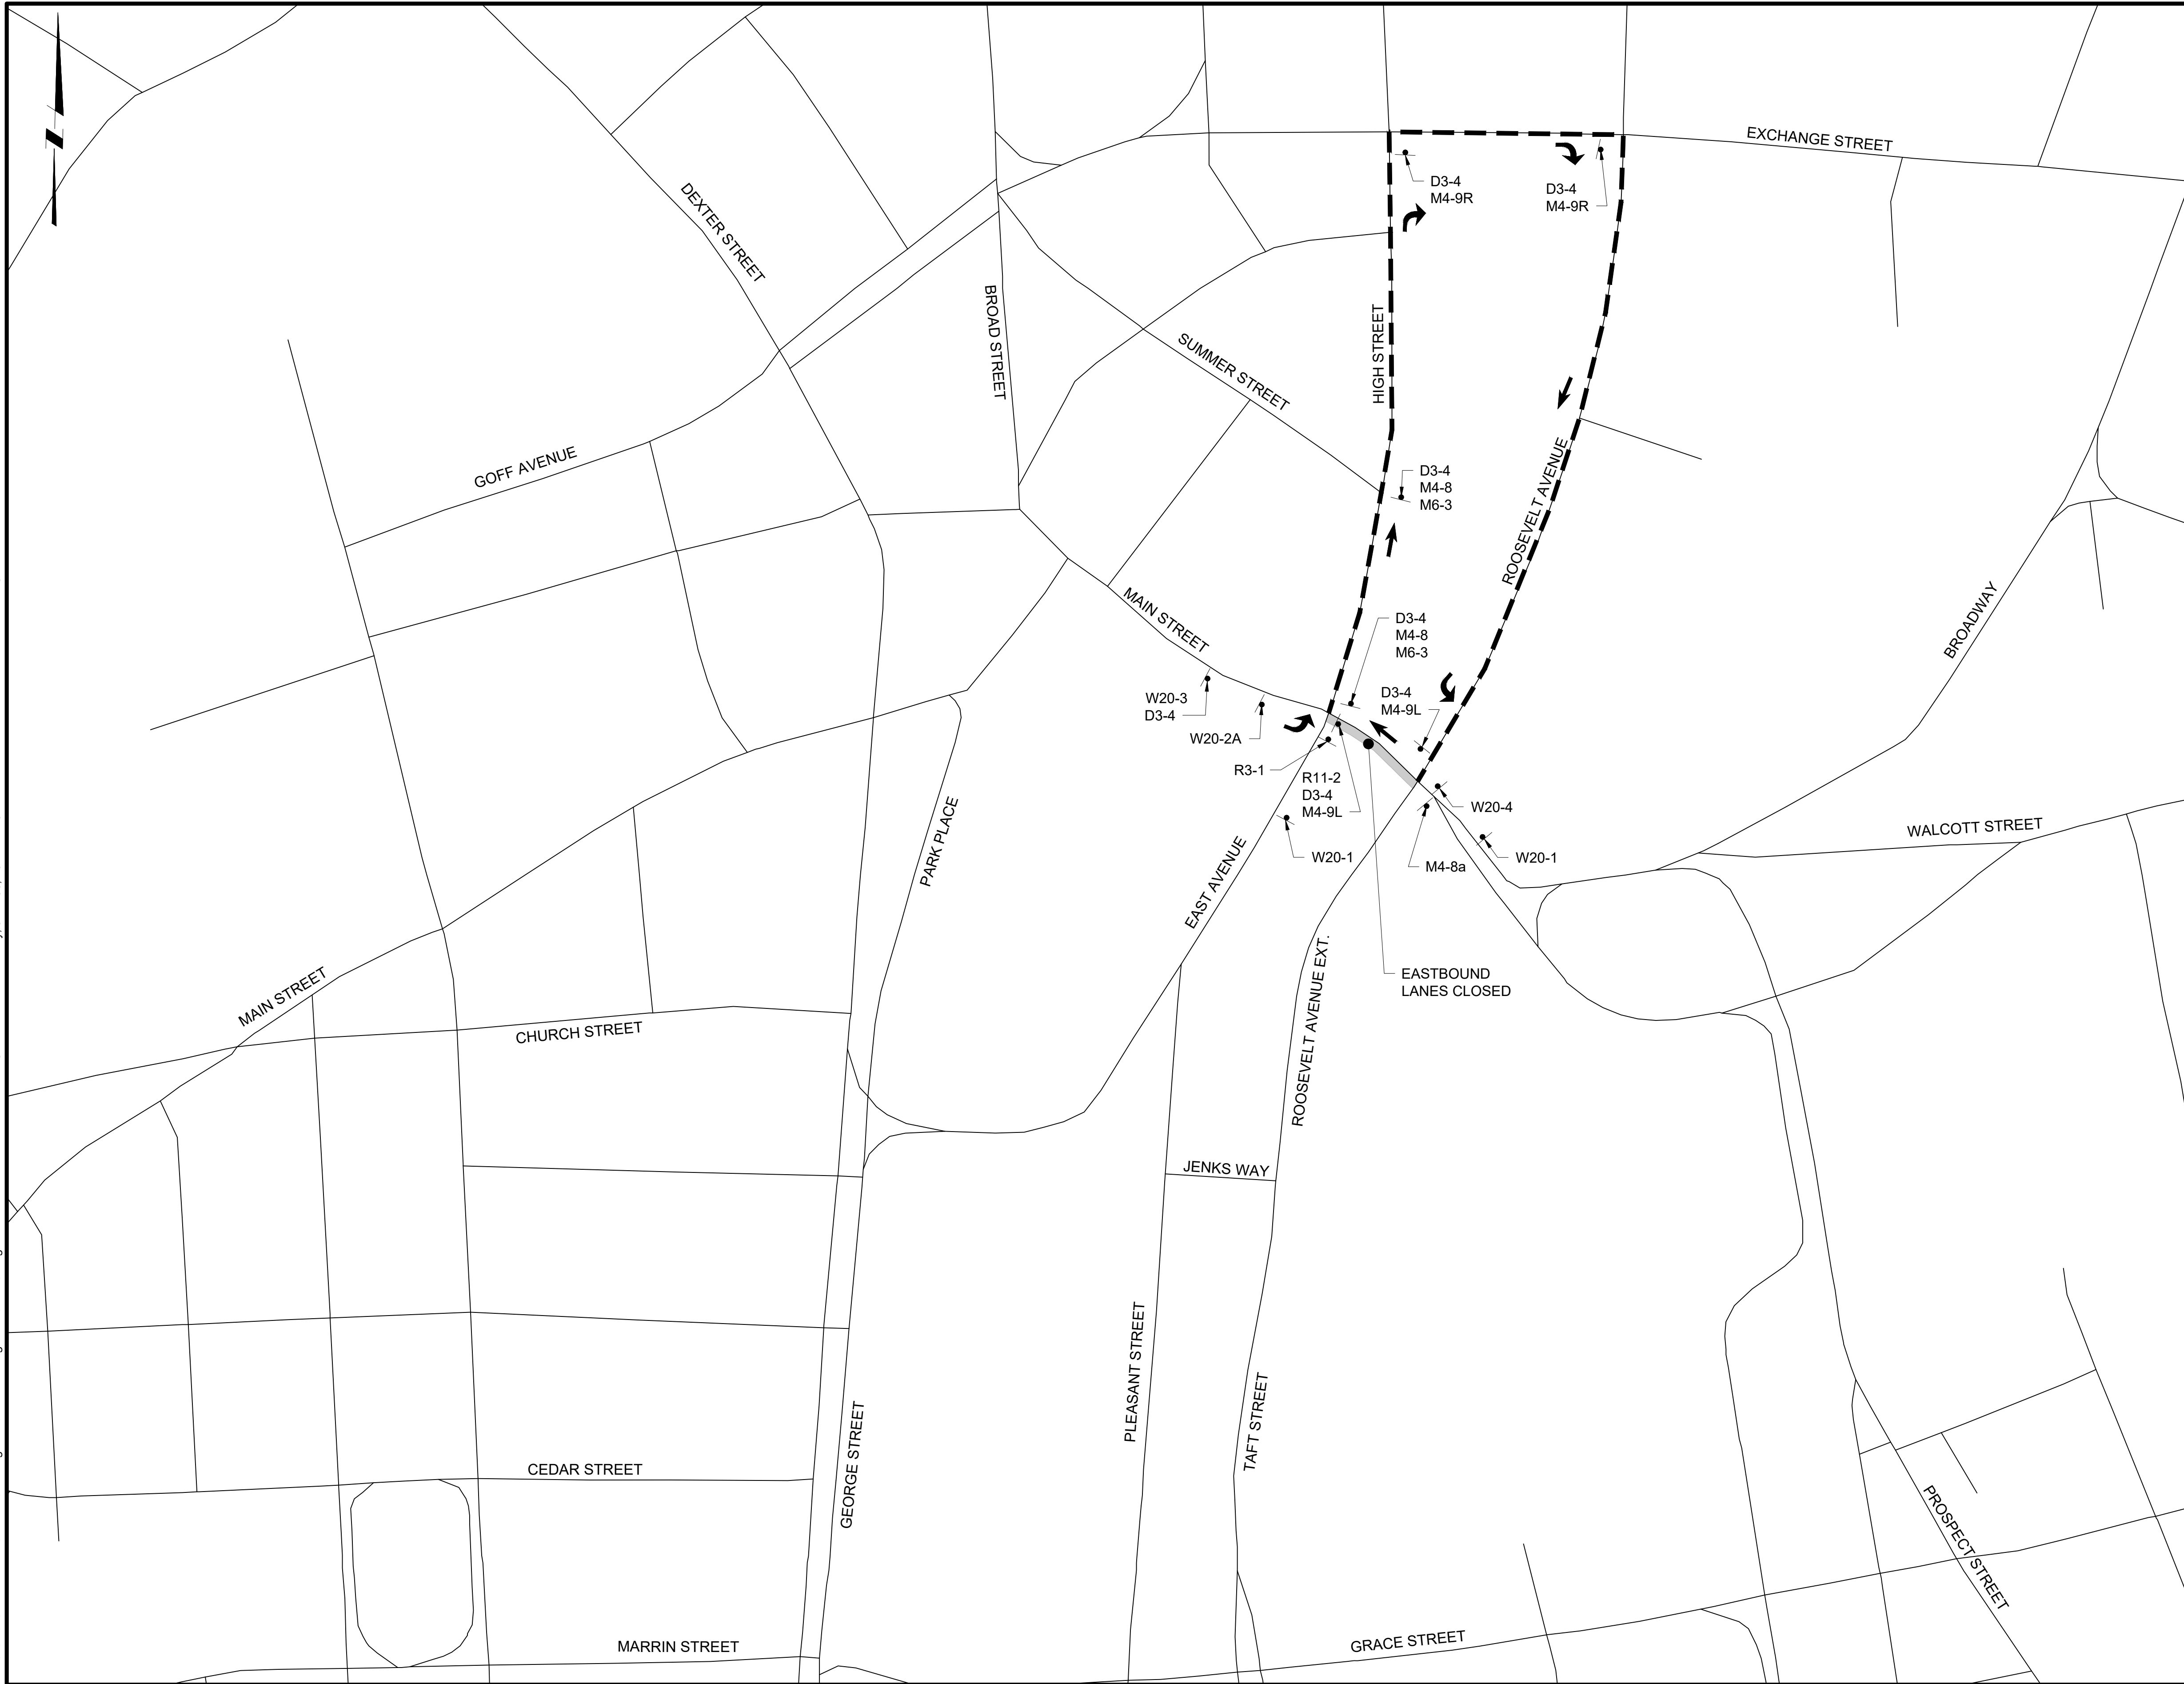 EXCHANGE STREET
D3-4
M4-9R
D3-4
M4-9R
DEXTER STREET
BROAD STREET
SUMMER STREET
HIGH STREET
GOFF AVENUE
D3-4
M4-8
M6-3
ROOSEVELT AVENUE
MAIN STREET
BROADWAY
D3-4
M4-8
M6-3
W20-3
D3-4
D3-4
M4-9L
W20-2A
R3-1
R11-2
D3-4
M4-9L
W20-4
WALCOTT STREET
PARK PLACE
W20-1
W20-1
M4-8a
EAST AVENUE
EASTBOUND
LANES CLOSED
MAIN STREET
CHURCH STREET
ROOSEVELT AVENUE EXT.
JENKS WAY
PLEASANT STREET
TAFT STREET
GEORGE STREET
CEDAR STREET
PROSPECT STREET
MARRIN STREET
GRACE STREET